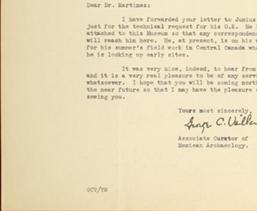 Dear Dr. Martinez:
I have forwarded your letter to Junius
just for the technical request for his O.K. He
attached to this Museum so that any correspondenc
will reach him here. He, at present, is on his w
for his summer's field work in Central Canada whe
he is looking up early sites.
It was very nice, indeed, to hear from
and it is a very real pleasure to be of any serv
whatsoever. I hope that you will be coming north
the near future so that I may have the pleasure
seeing you.
Yours most sincerely,
George C. Vaillan
Associate Curator of
Mexican Archaeology.
GCV/YB